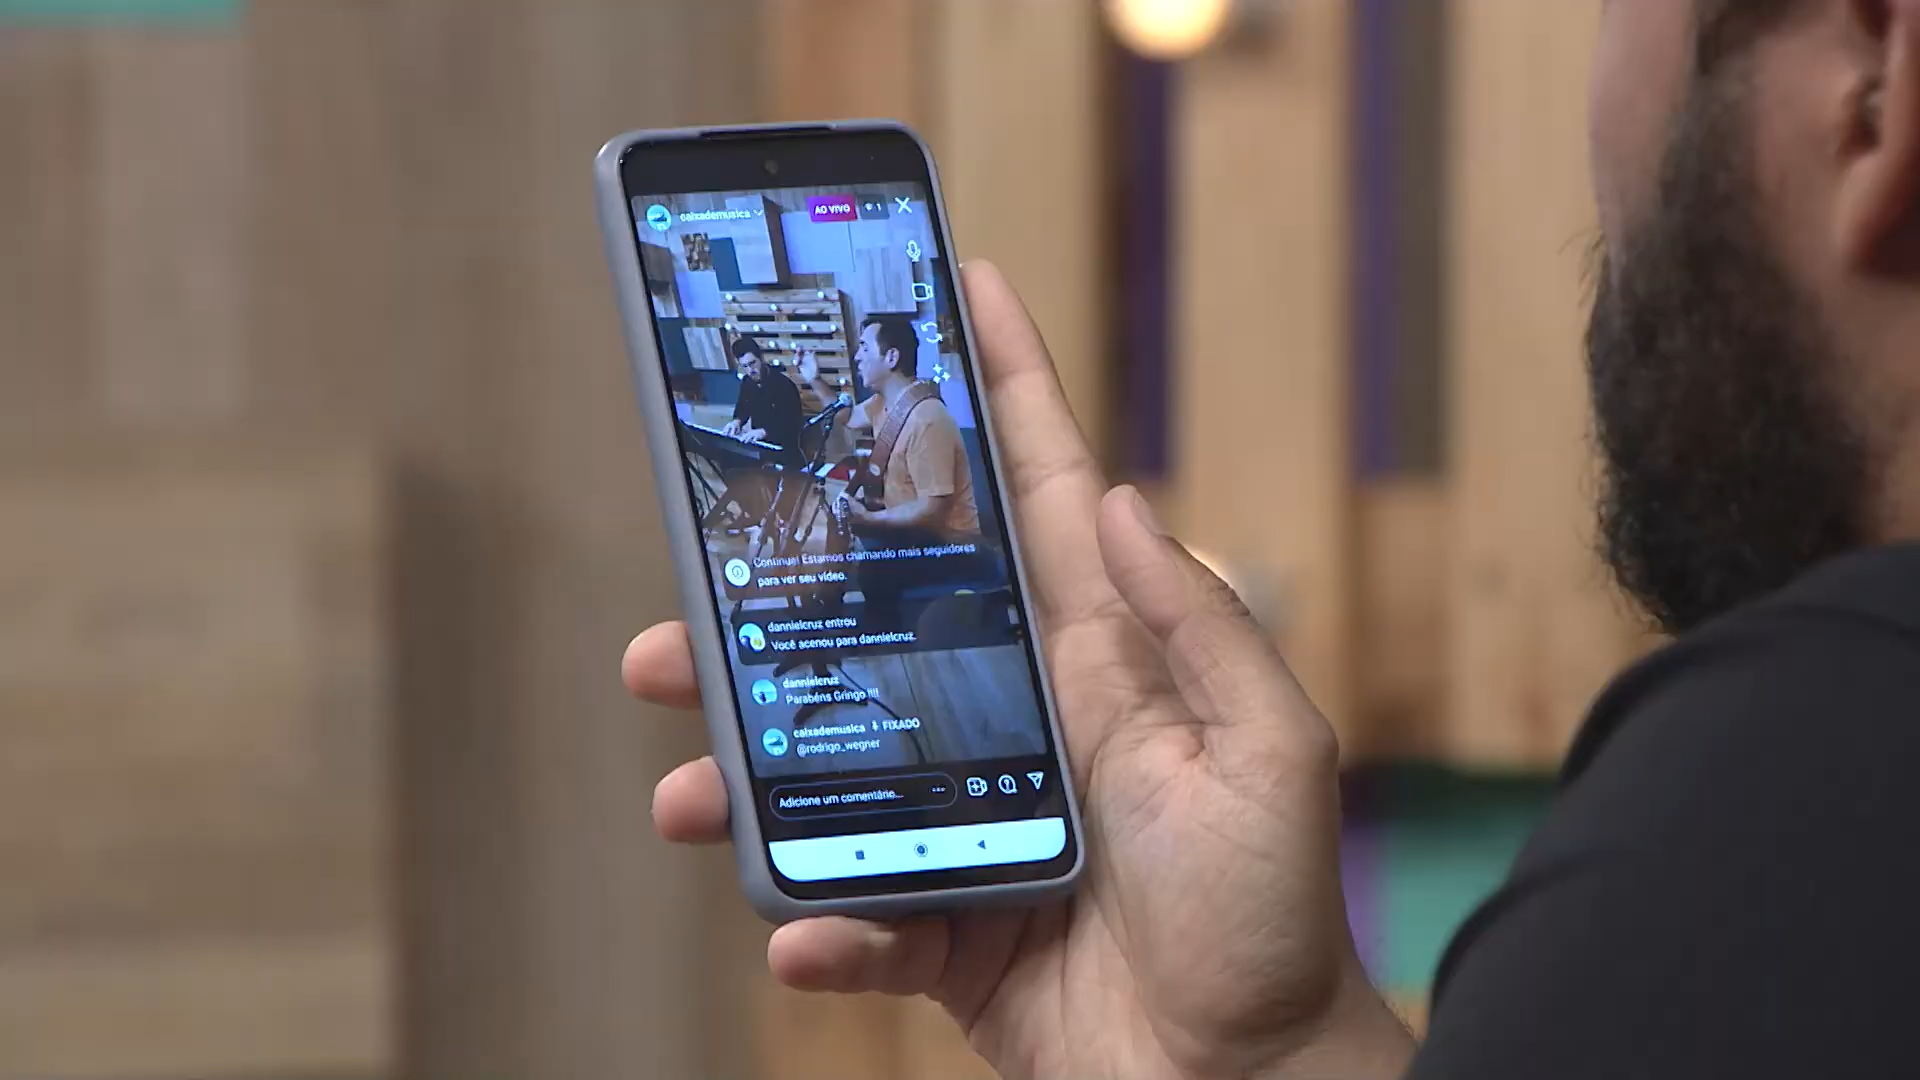 caixademusica
AO VIVO
1
Continue! Estamos chamando mais seguidores
para ver seu vídeo.
dannielcruz entrou
Você acenou para dannielcruz.
dannielcruz
Parabéns Gringo !!!!
caixademusica FIXADO
@rodrigo_wegner
Adicione um comentário...